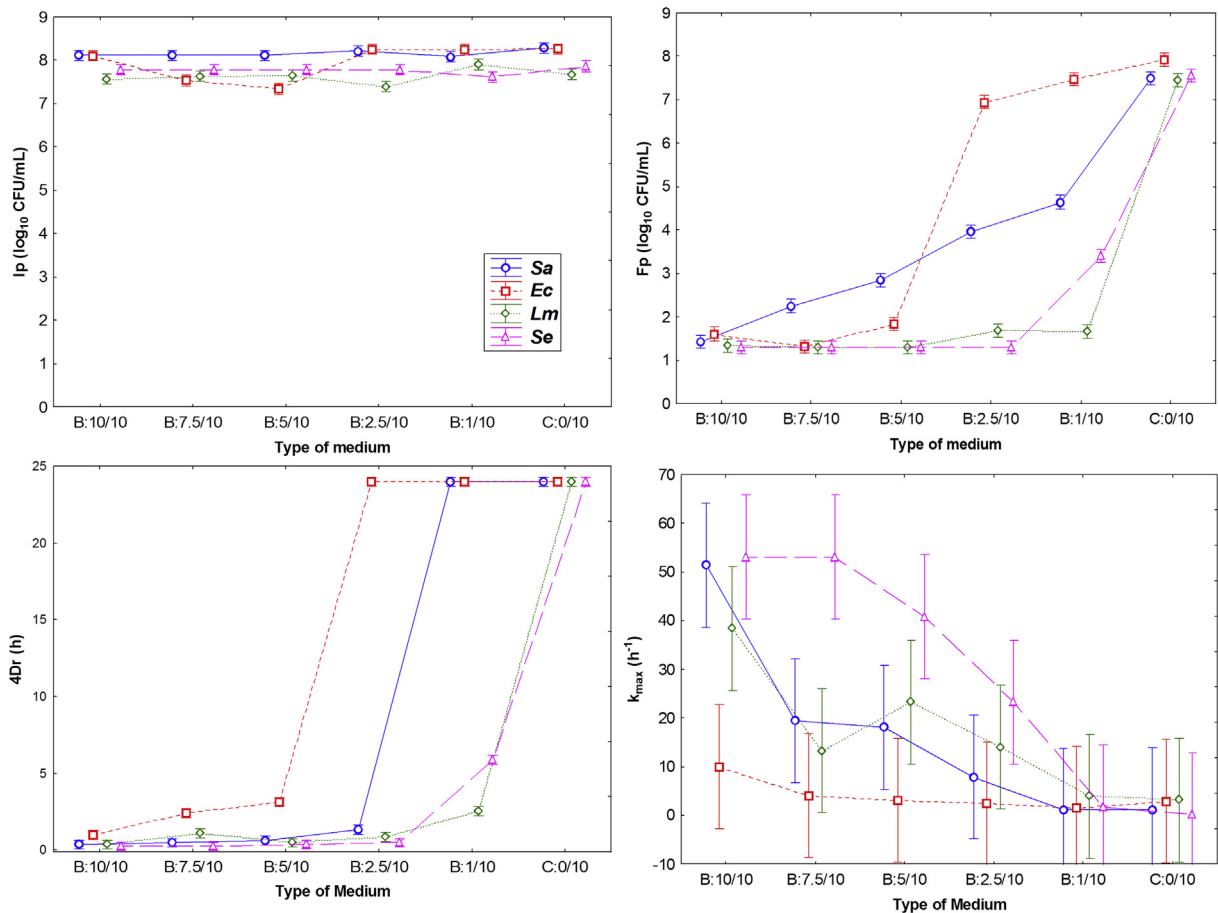 9
8
7
6
5
4
3
2
1
0
Ip (log10 CFU/mL)
Sa
Ec
Lm
Se
B:10/10 B:7.5/10 B:5/10 B:2.5/10 B:1/10 C:0/10
Type of medium
9
8
7
6
5
4
3
2
1
0
Fp (log10 CFU/mL)
B:10/10 B:7.5/10 B:5/10 B:2.5/10 B:1/10 C:0/10
Type of medium
25
20
15
10
5
0
4Dr (h)
B:10/10 B:7.5/10 B:5/10 B:2.5/10 B:1/10 C:0/10
Type of Medium
70
60
50
40
30
20
10
0
-10
kmax (h-1)
B:10/10 B:7.5/10 B:5/10 B:2.5/10 B:1/10 C:0/10
Type of Medium